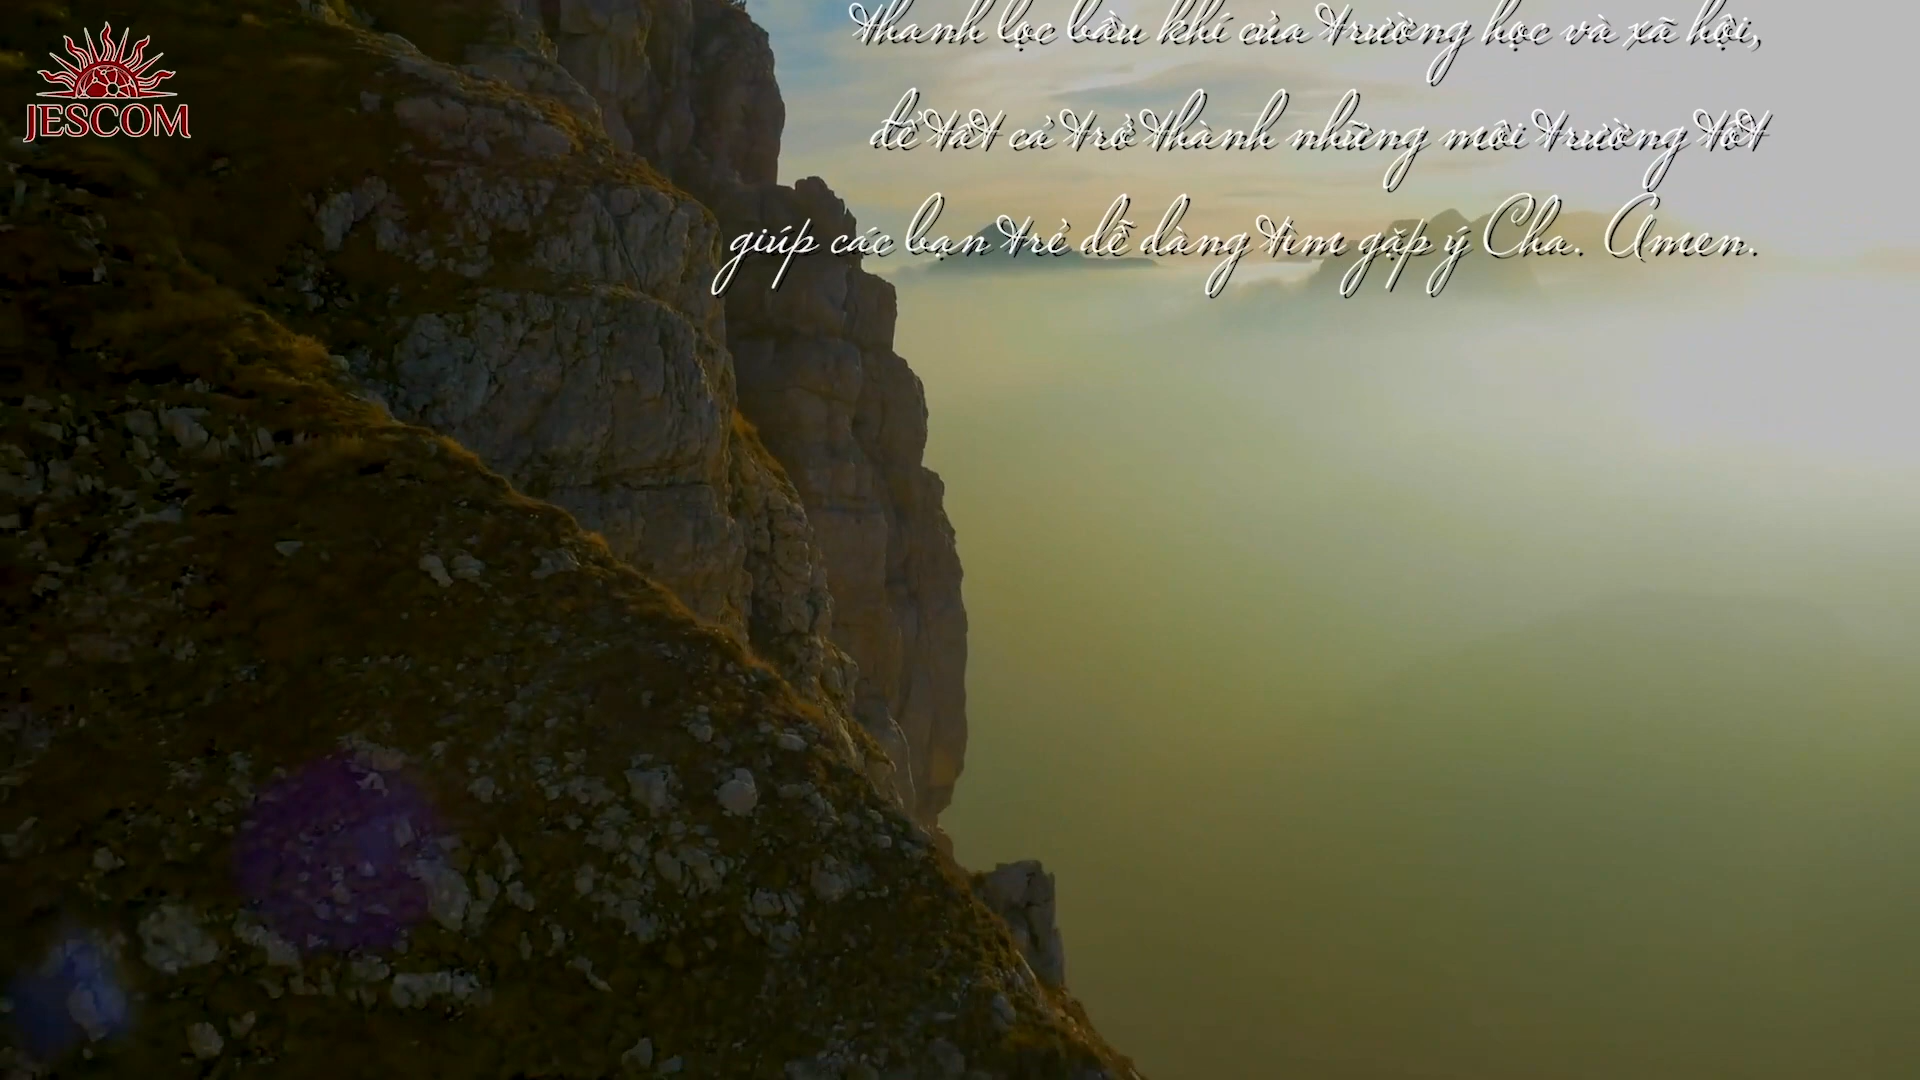 JESCOM
thanh lọc bầu khí của trường học và xã hội,
để tất cả trở thành những môi trường tốt
giúp các bạn trẻ dễ dàng tìm gặp ý Cha. Amen.